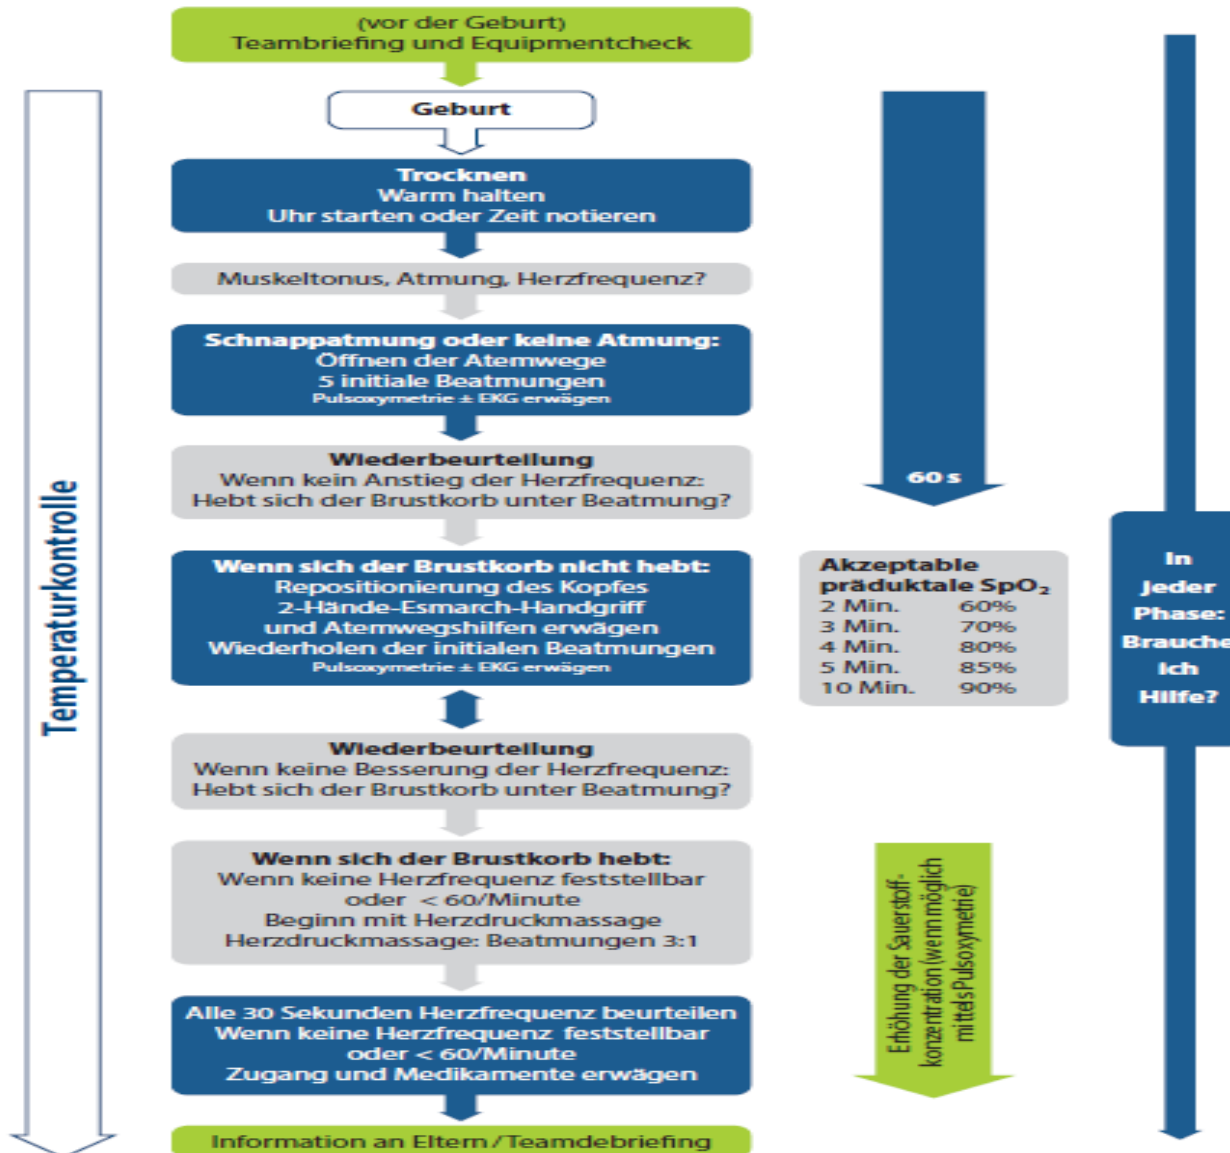 (vor der Geburt)
Teambriefing und Equipmentcheck
Geburt
Trocknen
Warm halten
Uhr starten oder Zeit notieren
Muskeltonus, Atmung, Herzfrequenz?
Schnappatmung oder keine Atmung:
Öffnen der Atemwege
5 initiale Beatmungen
Pulsoxymetrie ± EKG erwägen
Wiederbeurteilung
Wenn kein Anstieg der Herzfrequenz:
Hebt sich der Brustkorb unter Beatmung?
Wenn sich der Brustkorb nicht hebt:
Repositionierung des Kopfes
2-Hände-Esmarch-Handgriff
und Atemwegshilfen erwägen
Wiederholen der initialen Beatmungen
Pulsoxymetrie ± EKG erwägen
Wiederbeurteilung
Wenn keine Besserung der Herzfrequenz:
Hebt sich der Brustkorb unter Beatmung?
Wenn sich der Brustkorb hebt:
Wenn keine Herzfrequenz feststellbar
oder < 60/Minute
Beginn mit Herzdruckmassage
Herzdruckmassage: Beatmungen 3:1
Alle 30 Sekunden Herzfrequenz beurteilen
Wenn keine Herzfrequenz feststellbar
oder < 60/Minute
Zugang und Medikamente erwägen
Information an Eltern/Teamdebriefing
Temperaturkontrolle
60 s
Akzeptable
präduktale SpO₂
2 Min. 60%
3 Min. 70%
4 Min. 80%
5 Min. 85%
10 Min. 90%
Erhöhung der Sauerstoff-
konzentration (wenn möglich
mittels Pulsoxymetrie)
In
Jeder
Phase:
Brauche
Ich
Hilfe?